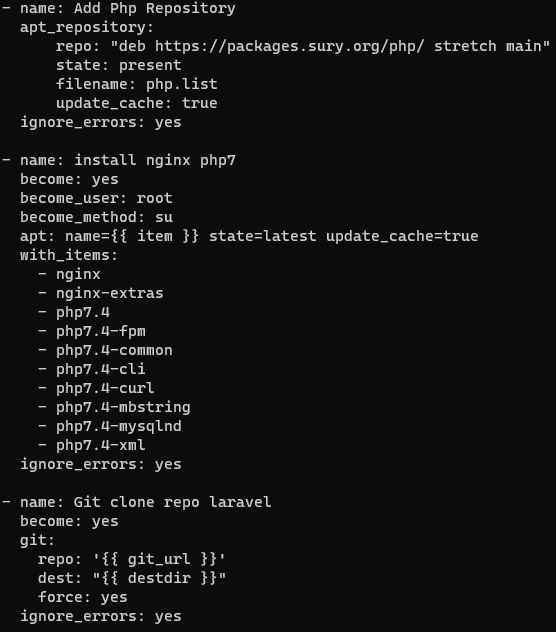 - name: Add Php Repository
  apt_repository:
      repo: "deb https://packages.sury.org/php/ stretch main"
      state: present
      filename: php.list
      update_cache: true
  ignore_errors: yes

- name: install nginx php7
  become: yes
  become_user: root
  become_method: su
  apt: name={{ item }} state=latest update_cache=true
  with_items:
    - nginx
    - nginx-extras
    - php7.4
    - php7.4-fpm
    - php7.4-common
    - php7.4-cli
    - php7.4-curl
    - php7.4-mbstring
    - php7.4-mysqlnd
    - php7.4-xml
  ignore_errors: yes

- name: Git clone repo laravel
  become: yes
  git:
    repo: '{{ git_url }}'
    dest: "{{ destdir }}"
    force: yes
  ignore_errors: yes